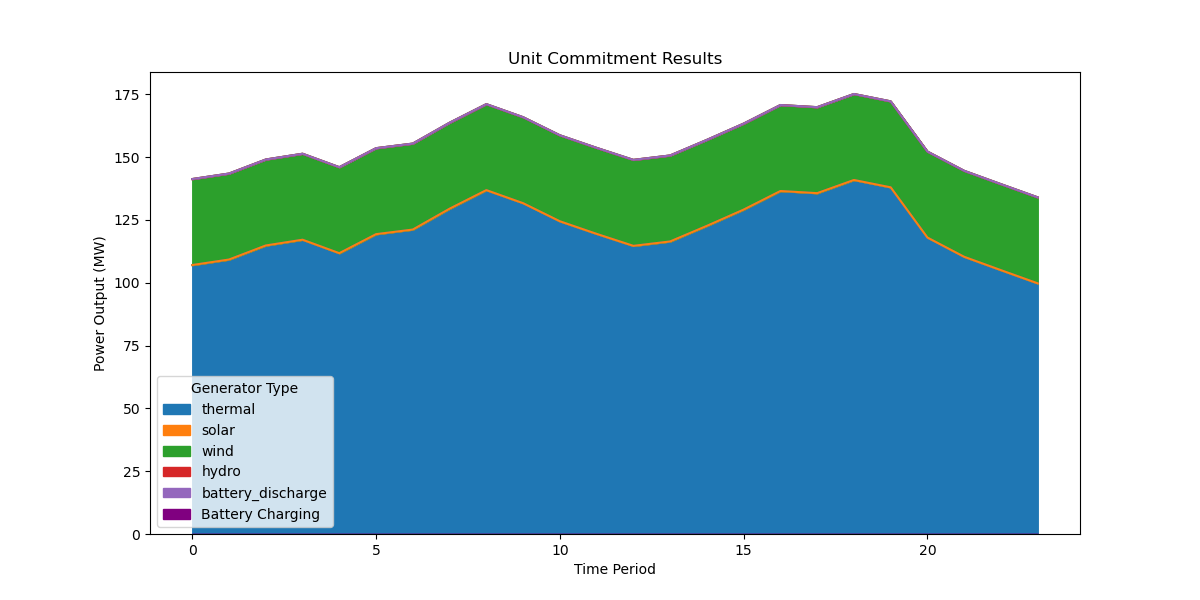 Unit Commitment Results
Power Output (MW)
175
150
125
100
75
50
25
0
Generator Type
thermal
solar
wind
hydro
battery_discharge
Battery Charging
0 5 10 15 20
Time Period